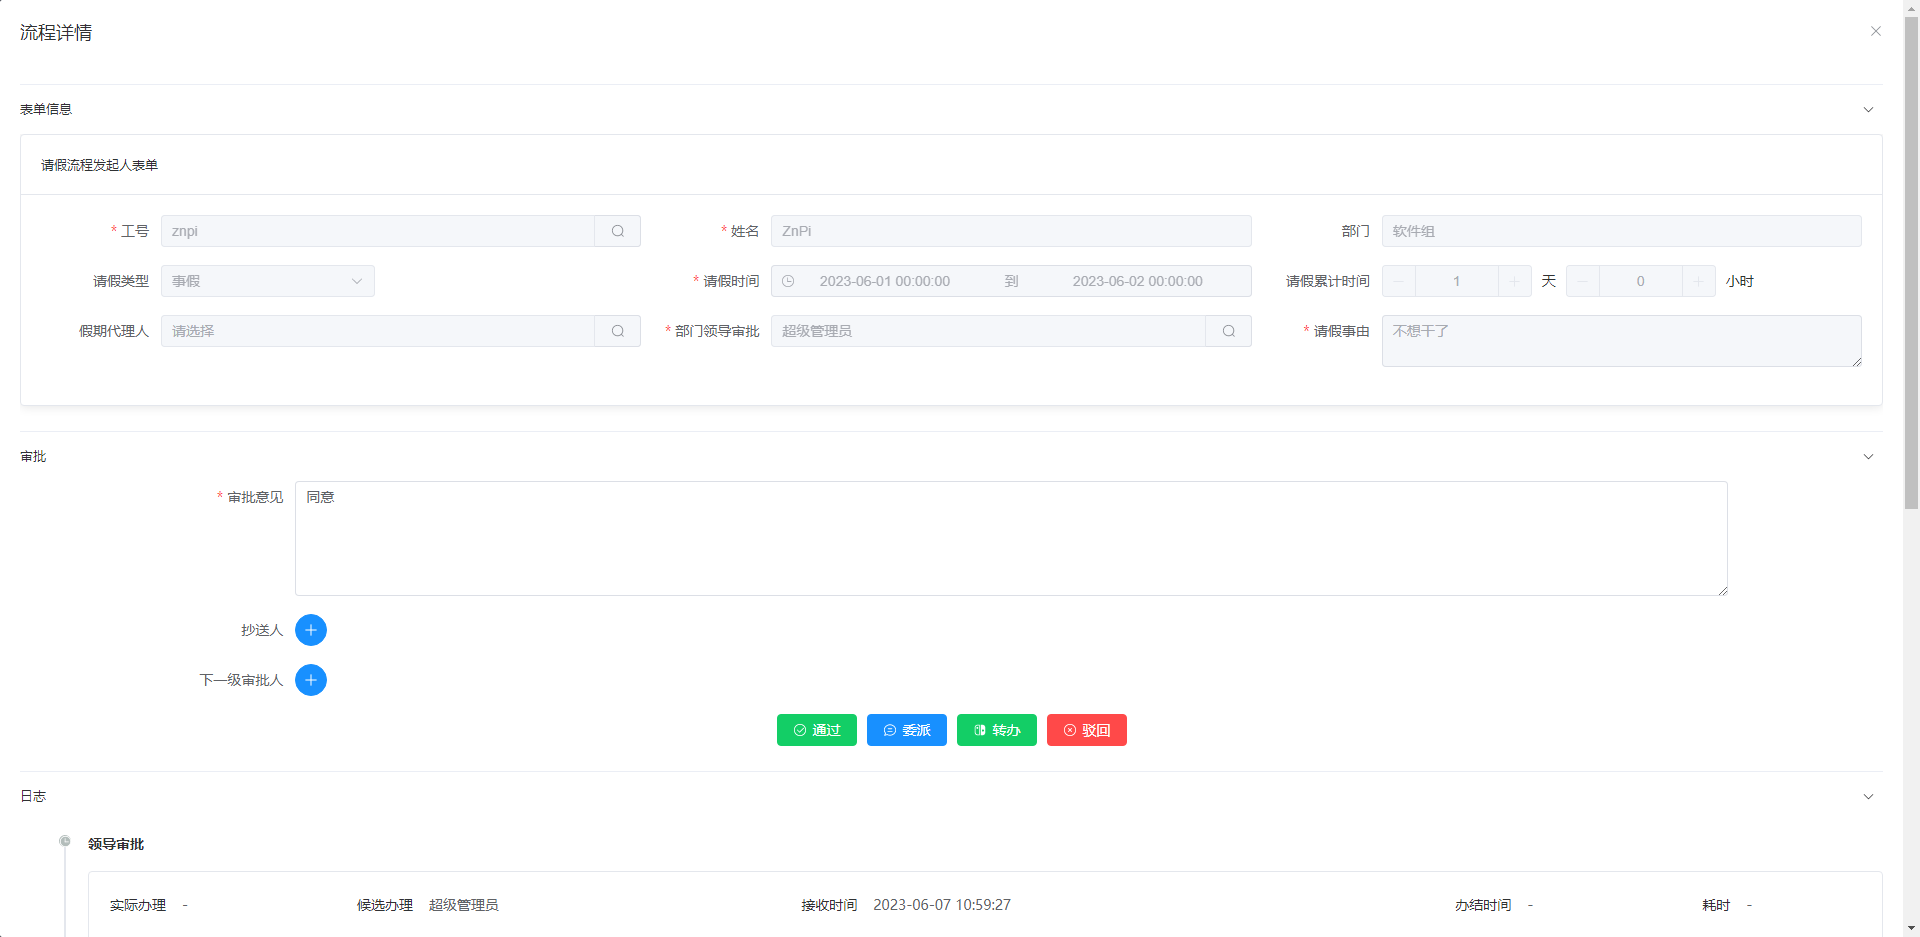 流程详情
表单信息
请假流程发起人表单
* 工号 znpi * 姓名 ZnPi 部门 软件组
请假类型 事假 * 请假时间 2023-06-01 00:00:00 到 2023-06-02 00:00:00 请假累计时间 1 天 0 小时
假期代理人 请选择 * 部门领导审批 超级管理员 * 请假事由 不想干了
审批
* 审批意见 同意
抄送人
下一级审批人
通过 委派 转办 驳回
日志
领导审批
实际办理 - 候选办理 超级管理员 接收时间 2023-06-07 10:59:27 办结时间 - 耗时 -